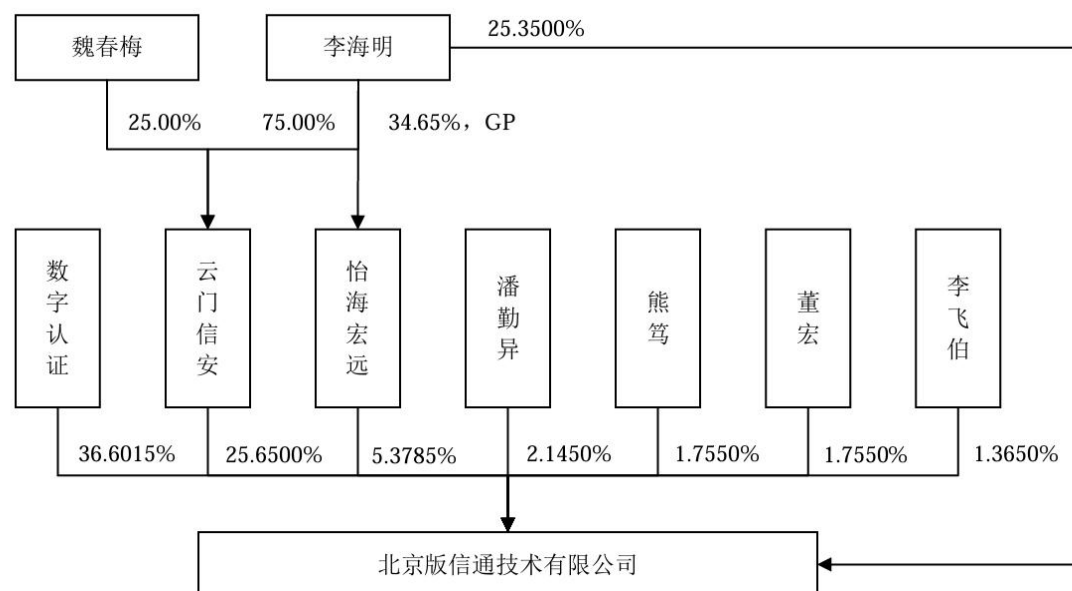 25.3500%
魏春梅
李海明
25.00%
75.00%
34.65%，GP
数字认证
云门信安
怡海宏远
潘勤异
熊笃
董宏
李飞伯
36.6015%
25.6500%
5.3785%
2.1450%
1.7550%
1.7550%
1.3650%
北京版信通技术有限公司